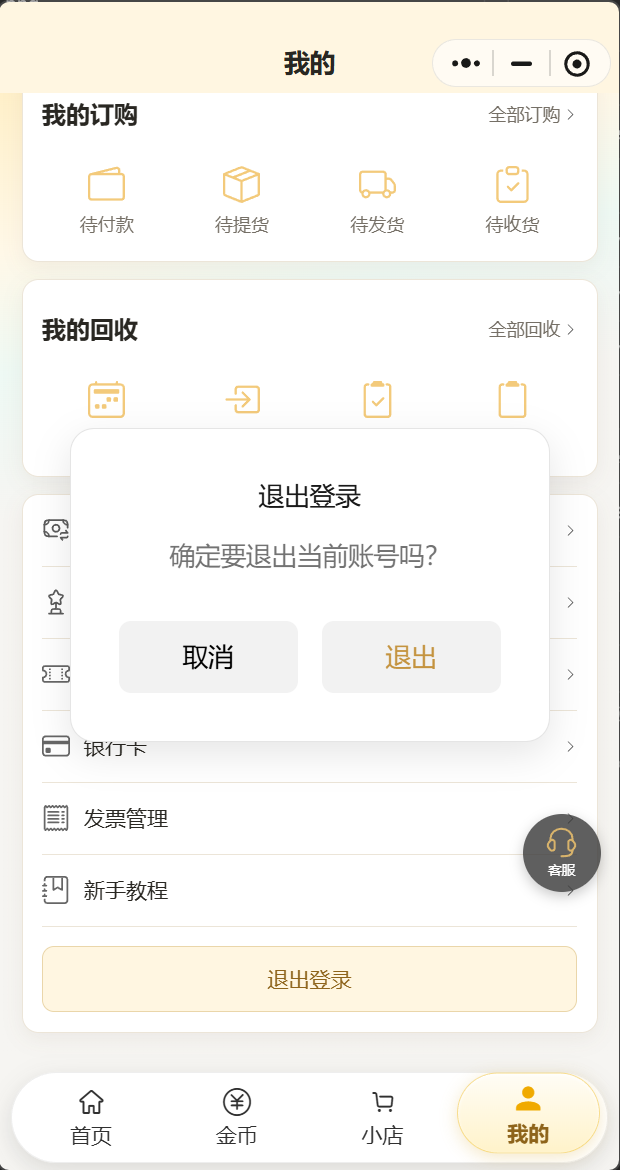 我的
我的订购
全部订购
待付款
待提货
待发货
待收货
我的回收
全部回收
退出登录
确定要退出当前账号吗?
取消
退出
银行卡
发票管理
新手教程
客服
退出登录
首页
金币
小店
我的